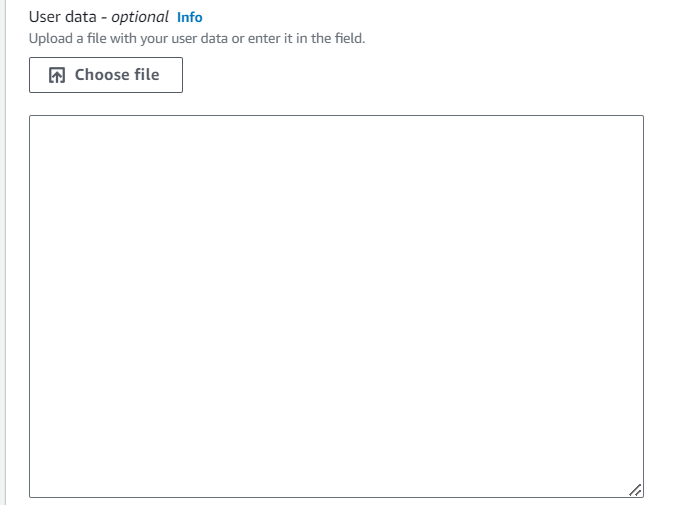 User data - optional Info
Upload a file with your user data or enter it in the field.
Choose file